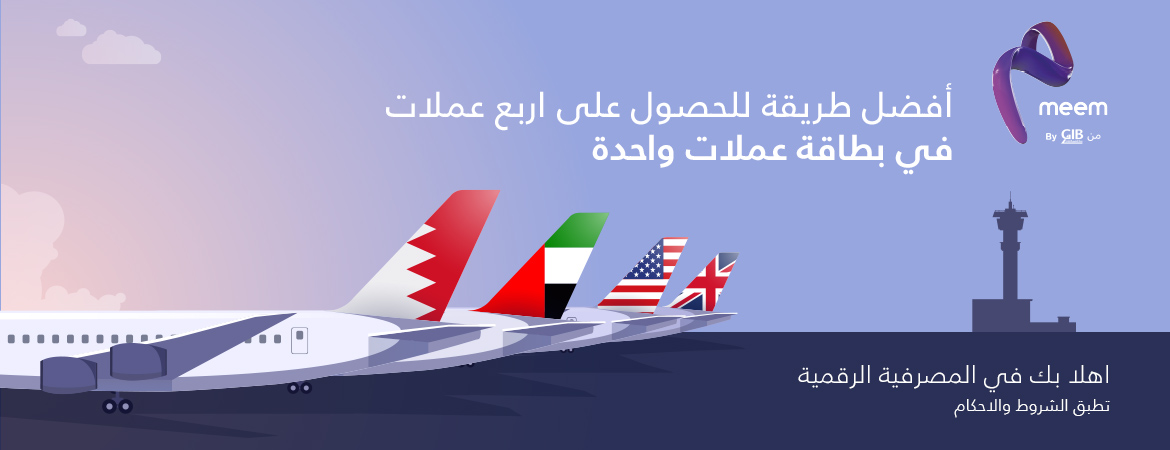 أفضل طريقة للحصول على اربع عملات
في بطاقة عملات واحدة
meem
By GIB من
اهلا بك في المصرفية الرقمية
تطبق الشروط والاحكام